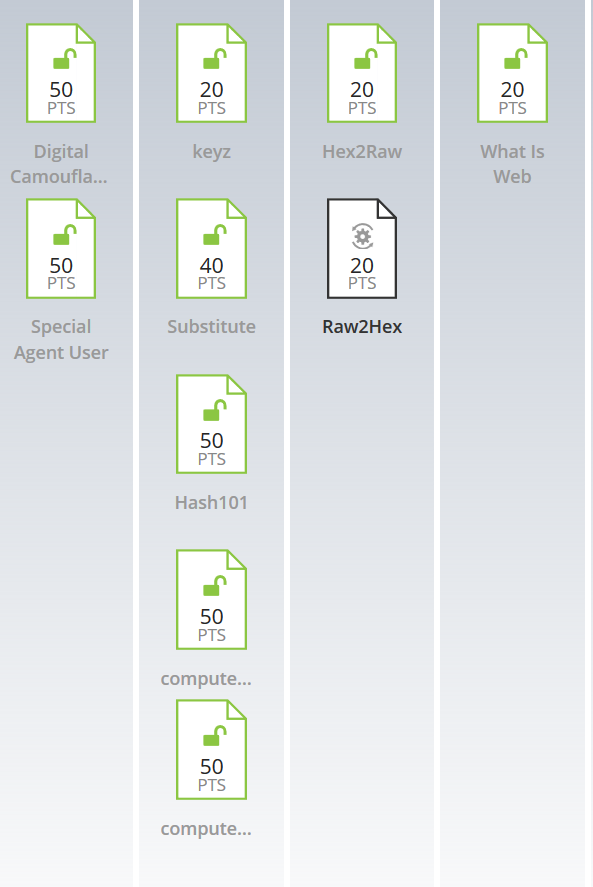 50
PTS
Digital
Camoufla...
20
PTS
keyz
20
PTS
Hex2Raw
20
PTS
What Is
Web
50
PTS
Special
Agent User
40
PTS
Substitute
20
PTS
Raw2Hex
50
PTS
Hash101
50
PTS
compute...
50
PTS
compute...